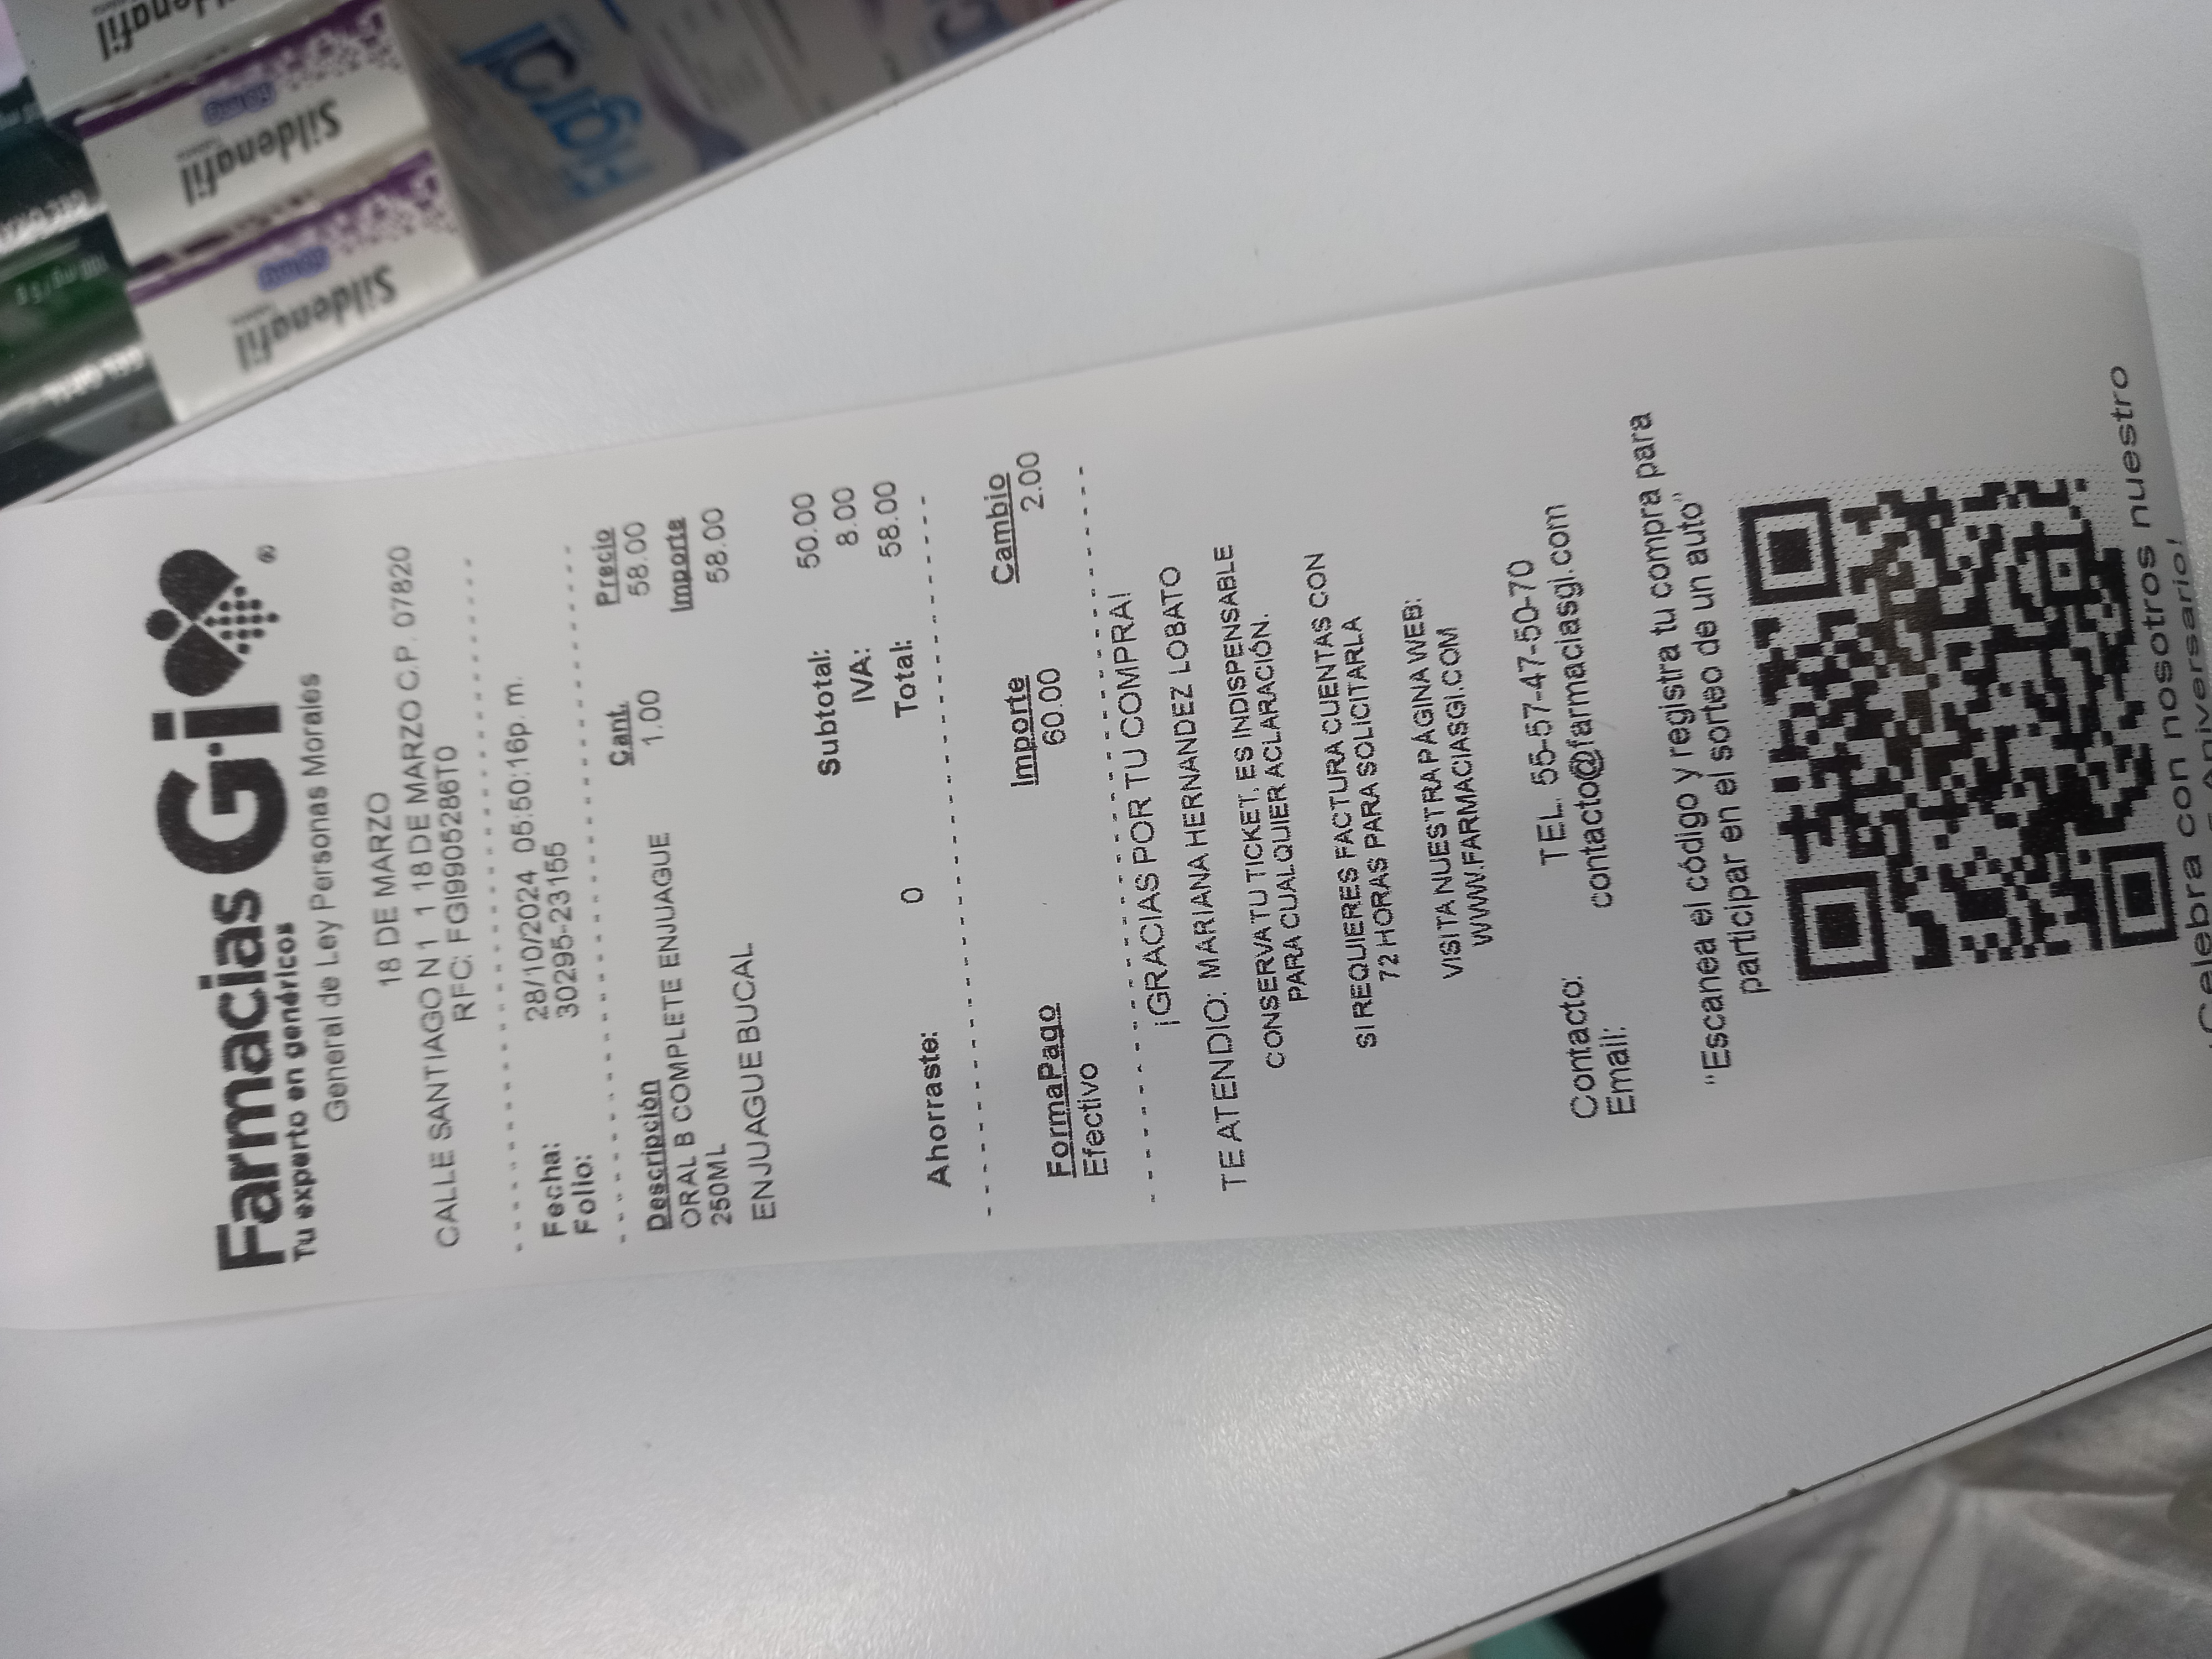 Farmacias Gi ®
Tu experto en genéricos
General de Ley Personas Morales
18 DE MARZO
CALLE SANTIAGO N 1 1 18 DE MARZO C.P. 07820
RFC: FGI9905286T0
Fecha: 28/10/2024 05:50:16p. m.
Folio: 30295-23155
Descripción Cant. Precio
ORAL B COMPLETE ENJUAGUE 1.00 58.00
250ML Importe
ENJUAGUE BUCAL 58.00
Subtotal: 50.00
IVA: 8.00
Ahorraste: 0 Total: 58.00
FormaPago Importe Cambio
Efectivo 60.00 2.00
¡GRACIAS POR TU COMPRA!
TE ATENDIO: MARIANA HERNANDEZ LOBATO
CONSERVA TU TICKET. ES INDISPENSABLE
PARA CUALQUIER ACLARACIÓN.
SI REQUIERES FACTURA CUENTAS CON
72 HORAS PARA SOLICITARLA
VISITA NUESTRA PÁGINA WEB:
WWW.FARMACIASGI.COM
Contacto: TEL. 55-57-47-50-70
Email: contacto@farmaciasgi.com
"Escanea el código y registra tu compra para
participar en el sorteo de un auto"
¡Celebra con nosotros nuestro
Aniversario!
Sildenafil
Sildenafil
Sildenafil
100 mg / 5 g